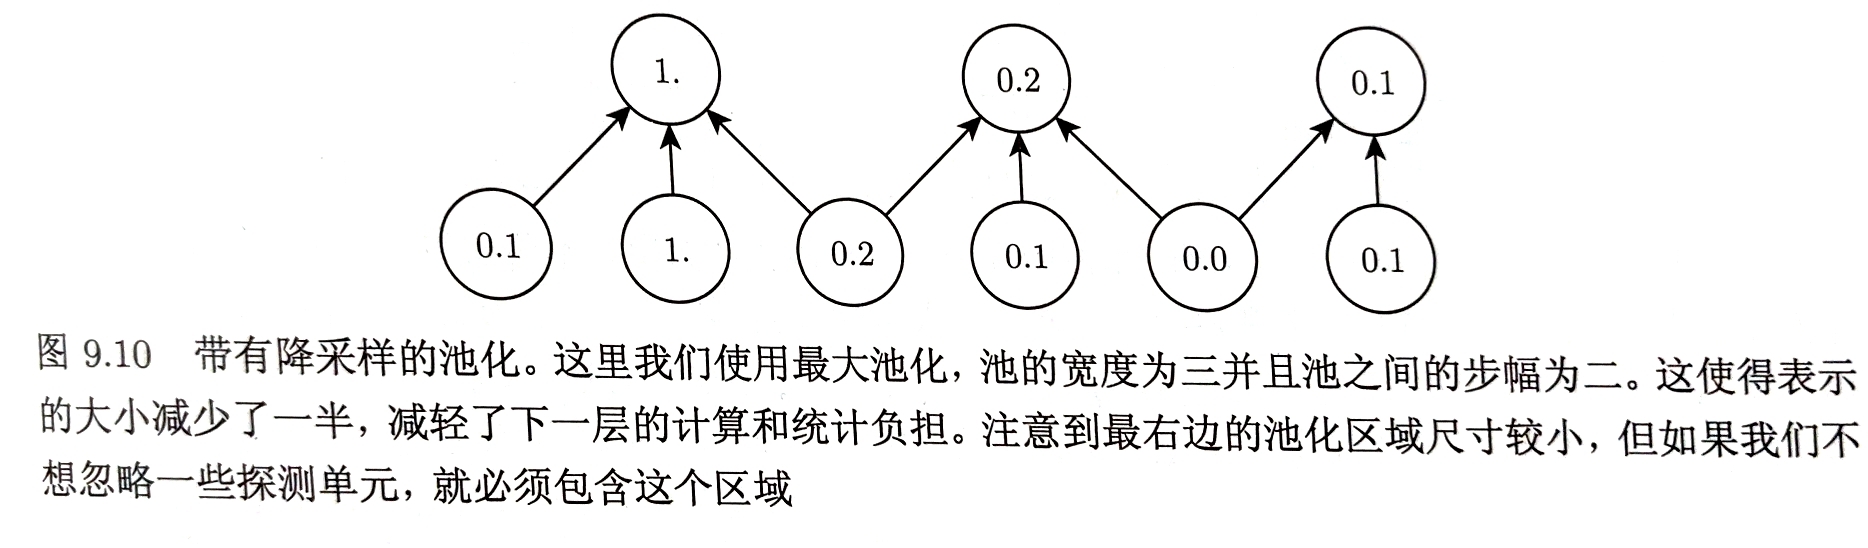 1. 0.2 0.1
0.1 1. 0.2 0.1 0.0 0.1
图 9.10 带有降采样的池化。这里我们使用最大池化，池的宽度为三并且池之间的步幅为二。这使得表示
的大小减少了一半，减轻了下一层的计算和统计负担。注意到最右边的池化区域尺寸较小，但如果我们不
想忽略一些探测单元，就必须包含这个区域